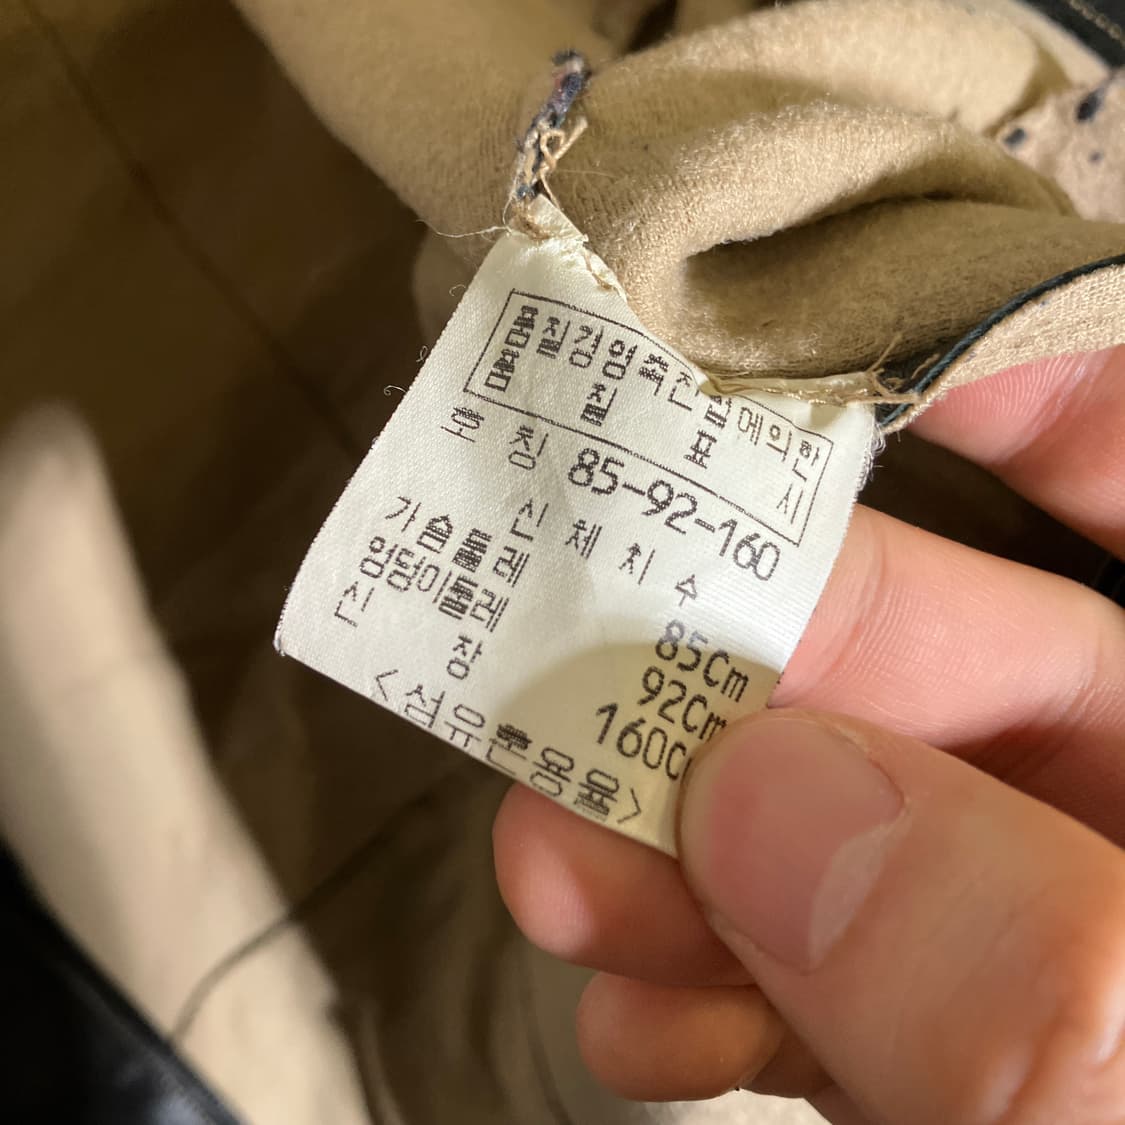 품질경영촉진법에의한
품 질 표 시
호 칭 85-92-160
신 체 치 수
가슴둘레 85Cm
엉덩이둘레 92Cm
신 장 160c
<섬유혼용율>